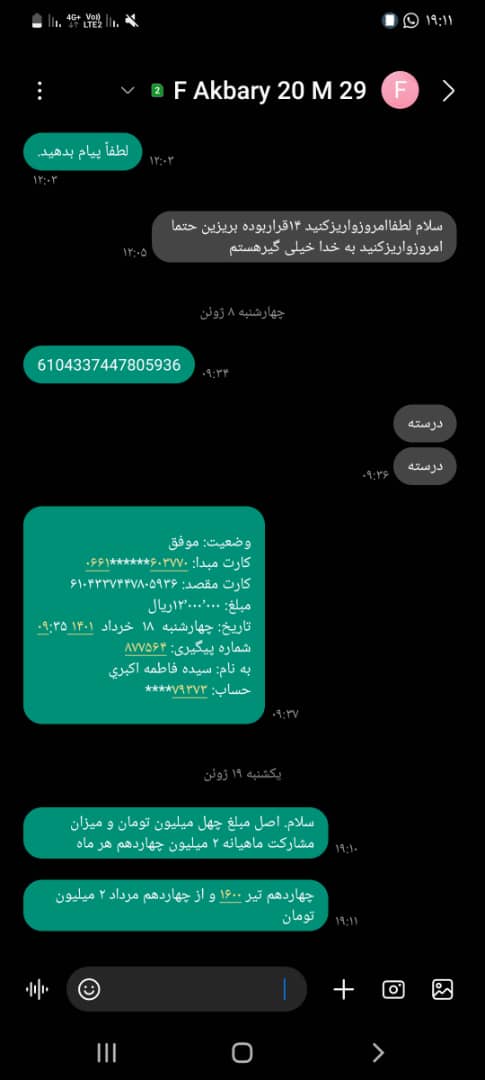 ۱۹:۱۱
4G+ Vo))
LTE2
F Akbary 20 M 29
2
F
لطفاً پیام بدهید.
۱۲:۰۳
۱۲:۰۳
سلام لطفاامروزواریزکنید ۱۴قراربوده بریزین حتما
امروزواریزکنید به خدا خیلی گیرهستم
۱۲:۰۵
چهارشنبه ۸ ژوئن
6104337447805936
۰۹:۳۴
درسته
درسته
۰۹:۳۶
وضعیت: موفق
کارت مبدا: ۶۰۳۷۷۰******۰۶۶۱
کارت مقصد: ۶۱۰۴۳۳۷۴۴۷۸۰۵۹۳۶
مبلغ: ۱۲٬۰۰۰٬۰۰۰ریال
تاریخ: چهارشنبه ۱۸ خرداد ۱۴۰۱ ۰۹:۳۵
شماره پیگیری: ۸۷۷۵۶۴
به نام: سیده فاطمه اکبري
حساب: ۷۹۳۷۳****
۰۹:۳۷
یکشنبه ۱۹ ژوئن
سلام. اصل مبلغ چهل میلیون تومان و میزان
مشارکت ماهیانه ۲ میلیون چهاردهم هر ماه
۱۹:۱۰
چهاردهم تیر ۱۶۰۰ و از چهاردهم مرداد ۲ میلیون
تومان
۱۹:۱۱